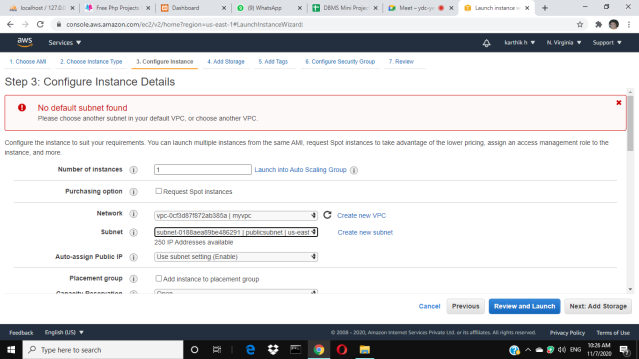 localhost / 127.0.0
Free Php Projects
Dashboard
(9) WhatsApp
DBMS Mini Projec
Meet – ydc-ye
Launch instance w
console.aws.amazon.com/ec2/v2/home?region=us-east-1#LaunchInstanceWizard:
aws Services karthik h N. Virginia Support
1. Choose AMI 2. Choose Instance Type 3. Configure Instance 4. Add Storage 5. Add Tags 6. Configure Security Group 7. Review
Step 3: Configure Instance Details
No default subnet found
Please choose another subnet in your default VPC, or choose another VPC.
Configure the instance to suit your requirements. You can launch multiple instances from the same AMI, request Spot instances to take advantage of the lower pricing, assign an access management role to the
instance, and more.
Number of instances 1 Launch into Auto Scaling Group
Purchasing option Request Spot instances
Network vpc-0cf3d87f872ab385a | myvpc Create new VPC
Subnet subnet-0188aea89be486291 | publicsubnet | us-east Create new subnet
250 IP Addresses available
Auto-assign Public IP Use subnet setting (Enable)
Placement group Add instance to placement group
Capacity Reservation Open
Cancel Previous Review and Launch Next: Add Storage
Feedback English (US) © 2008 - 2020, Amazon Internet Services Private Ltd. or its affiliates. All rights reserved. Privacy Policy Terms of Use
Type here to search
ENG
10:26 AM
11/7/2020